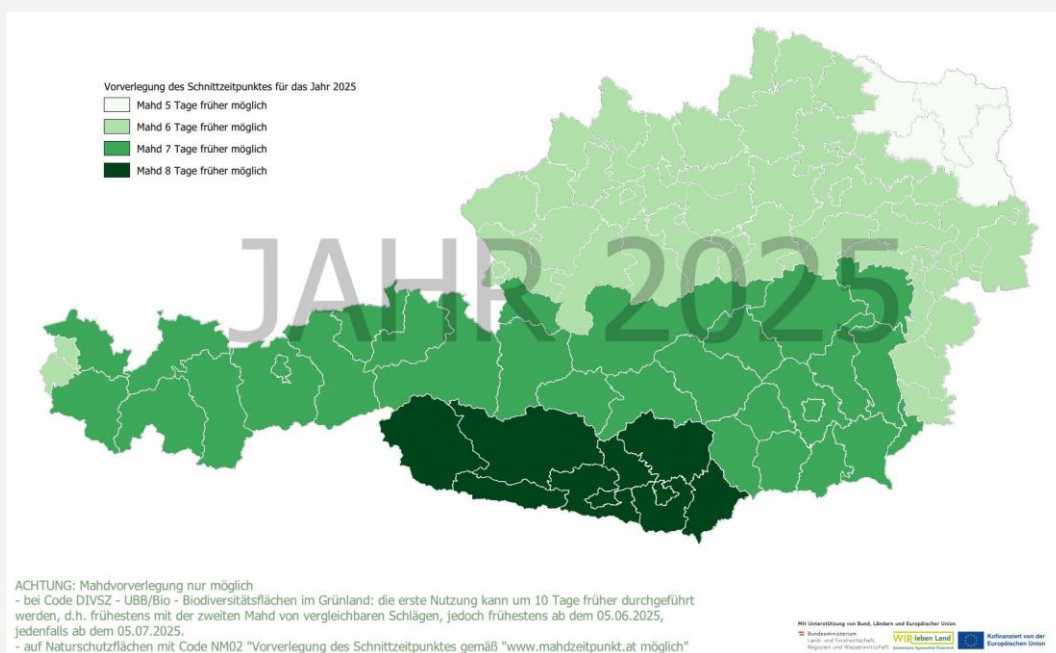 Vorverlegung des Schnittzeitpunktes für das Jahr 2025
Mahd 5 Tage früher möglich
Mahd 6 Tage früher möglich
Mahd 7 Tage früher möglich
Mahd 8 Tage früher möglich
JAHR 2025
ACHTUNG: Mahdvorverlegung nur möglich
- bei Code DIVSZ - UBB/Bio - Biodiversitätsflächen im Grünland: die erste Nutzung kann um 10 Tage früher durchgeführt
werden, d.h. frühestens mit der zweiten Mahd von vergleichbaren Schlägen, jedoch frühestens ab dem 05.06.2025,
jedenfalls ab dem 05.07.2025.
- auf Naturschutzflächen mit Code NM02 "Vorverlegung des Schnittzeitpunktes gemäß "www.mahdzeitpunkt.at möglich"
Mit Unterstützung von Bund, Ländern und Europäischer Union
Bundesministerium
Land- und Forstwirtschaft,
Regionen und Wasserwirtschaft
WIR leben Land
Kofinanziert von der
Europäischen Union